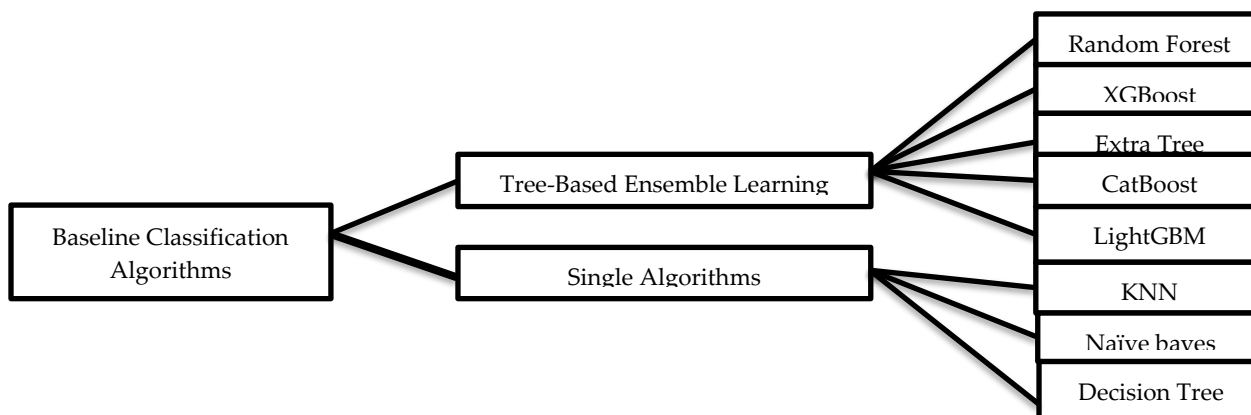 Baseline Classification
Algorithms
Tree-Based Ensemble Learning
Single Algorithms
Random Forest
XGBoost
Extra Tree
CatBoost
LightGBM
KNN
Naïve bayes
Decision Tree